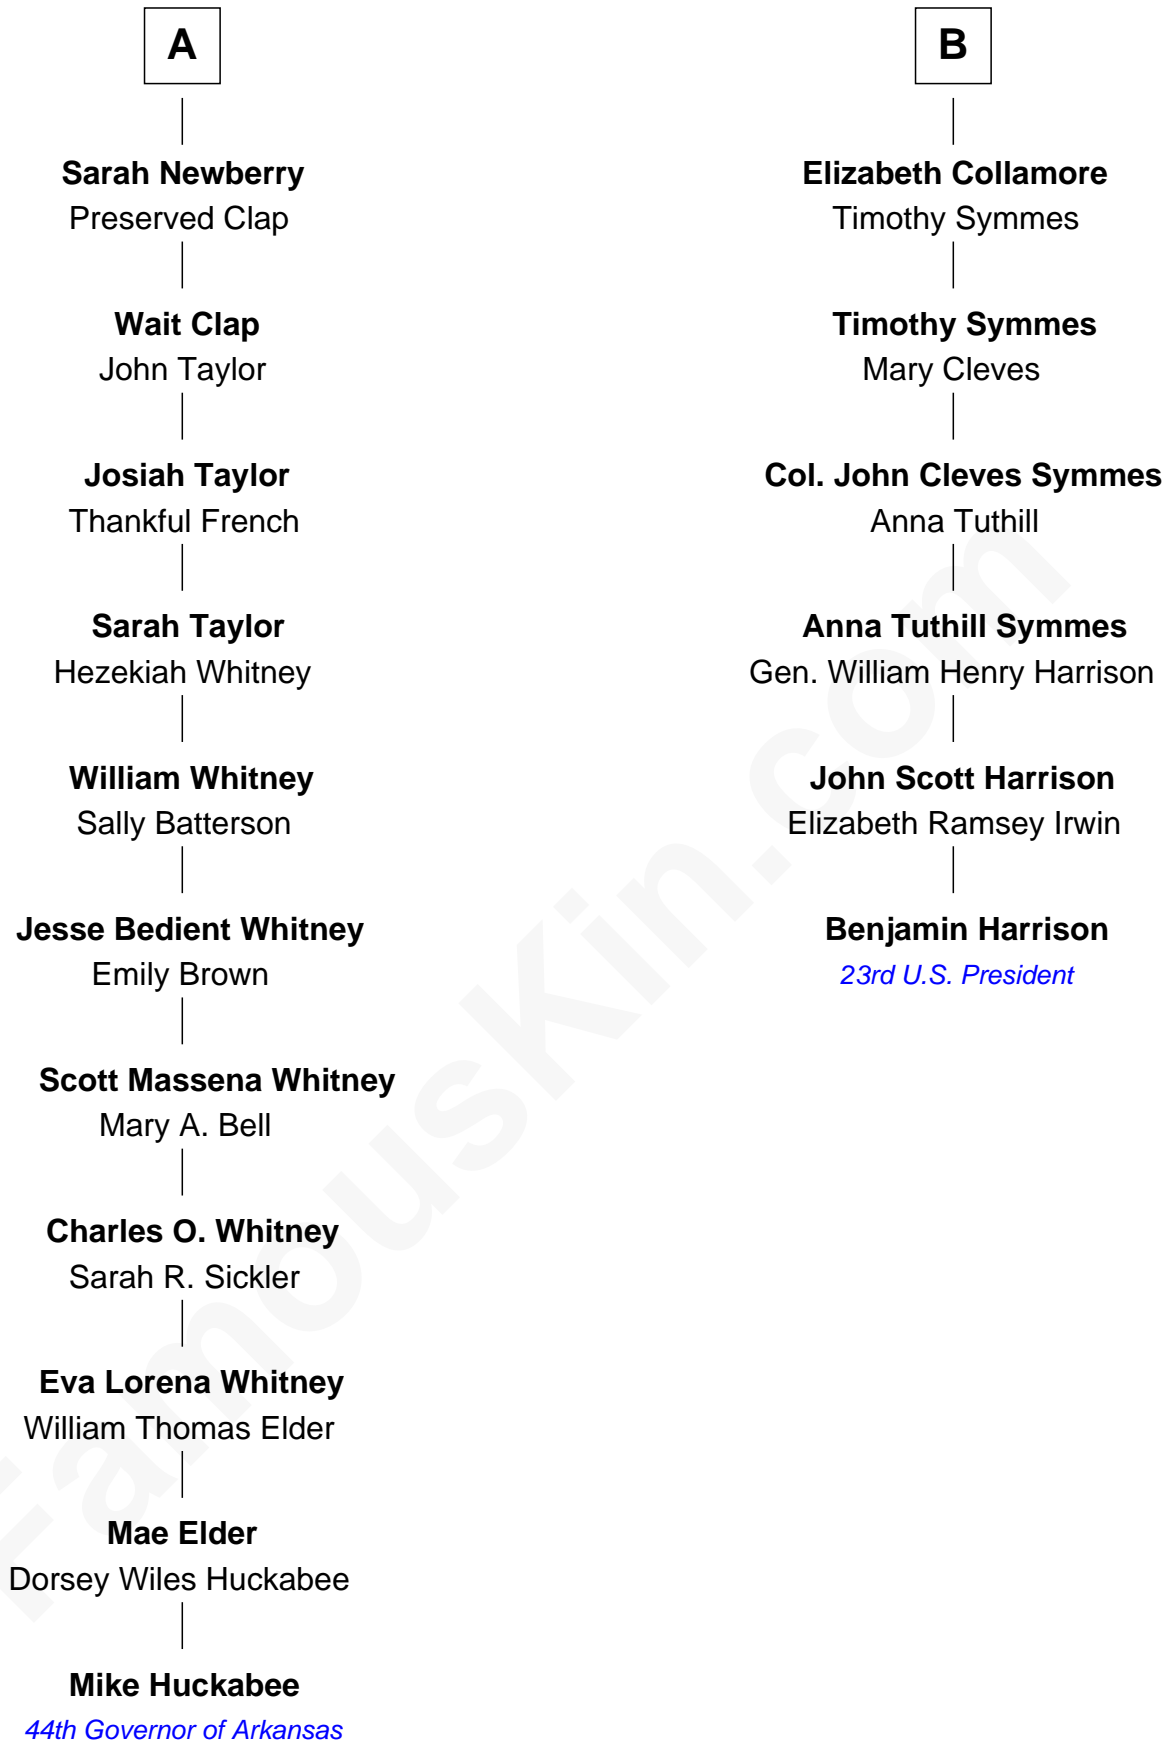 A
Sarah Newberry
Preserved Clap
Wait Clap
John Taylor
Josiah Taylor
Thankful French
Sarah Taylor
Hezekiah Whitney
William Whitney
Sally Batterson
Jesse Bedient Whitney
Emily Brown
Scott Massena Whitney
Mary A. Bell
Charles O. Whitney
Sarah R. Sickler
Eva Lorena Whitney
William Thomas Elder
Mae Elder
Dorsey Wiles Huckabee
Mike Huckabee
44th Governor of Arkansas
B
Elizabeth Collamore
Timothy Symmes
Timothy Symmes
Mary Cleves
Col. John Cleves Symmes
Anna Tuthill
Anna Tuthill Symmes
Gen. William Henry Harrison
John Scott Harrison
Elizabeth Ramsey Irwin
Benjamin Harrison
23rd U.S. President
FamousKin.com